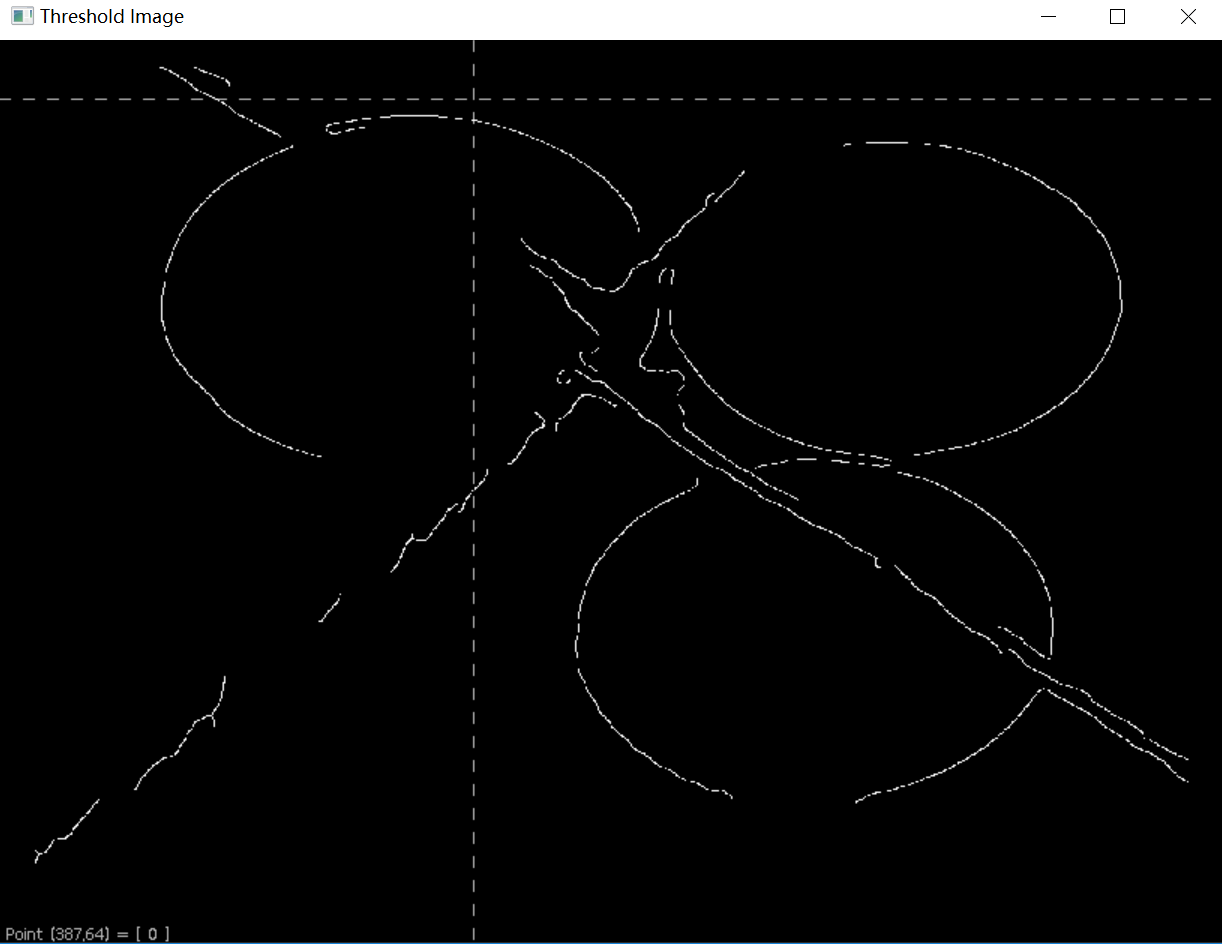 Threshold Image
Point (387,64) = [ 0 ]